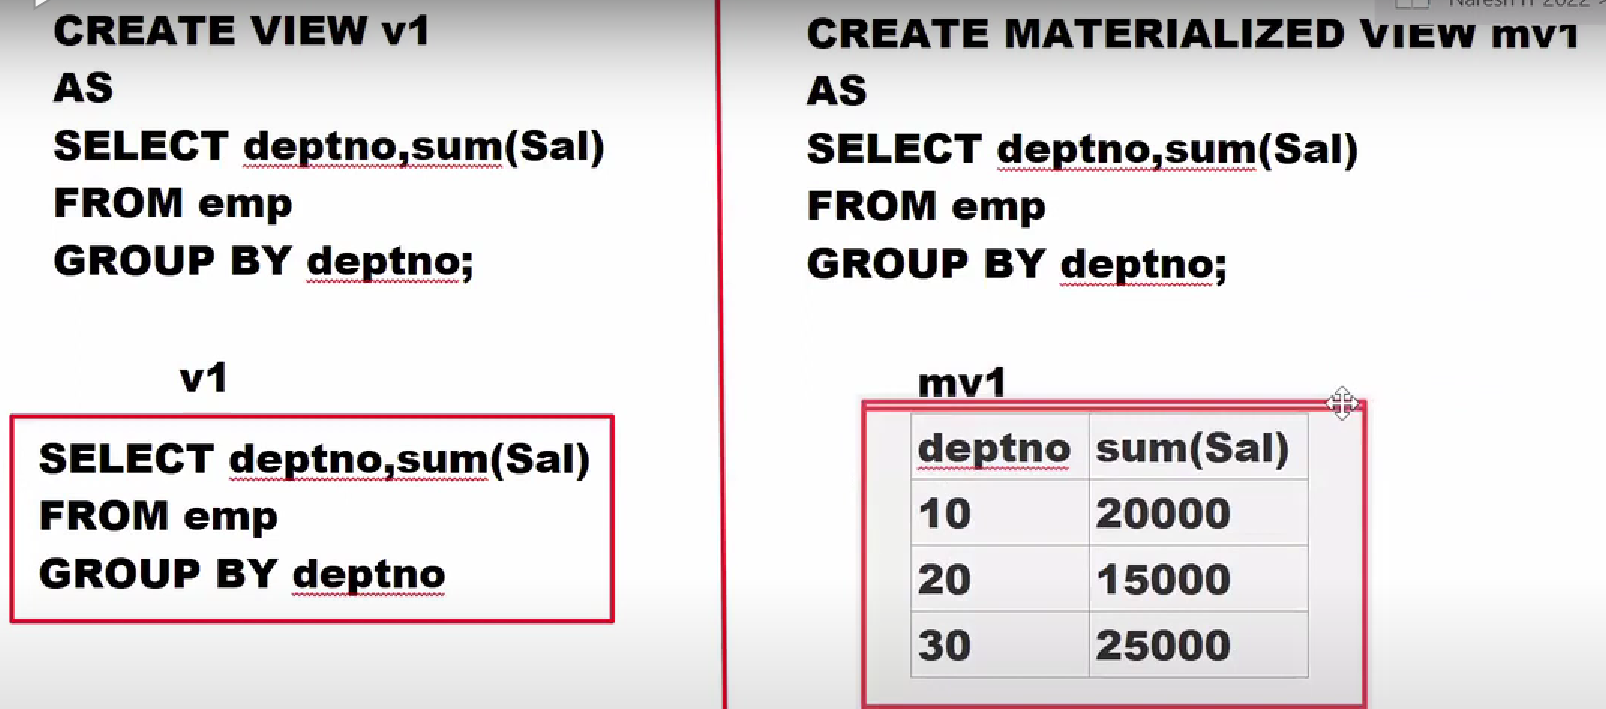 Naresh IT 2022
CREATE VIEW v1
AS
SELECT deptno,sum(Sal)
FROM emp
GROUP BY deptno;
v1
SELECT deptno,sum(Sal)
FROM emp
GROUP BY deptno
CREATE MATERIALIZED VIEW mv1
AS
SELECT deptno,sum(Sal)
FROM emp
GROUP BY deptno;
mv1
deptno sum(Sal)
10 20000
20 15000
30 25000